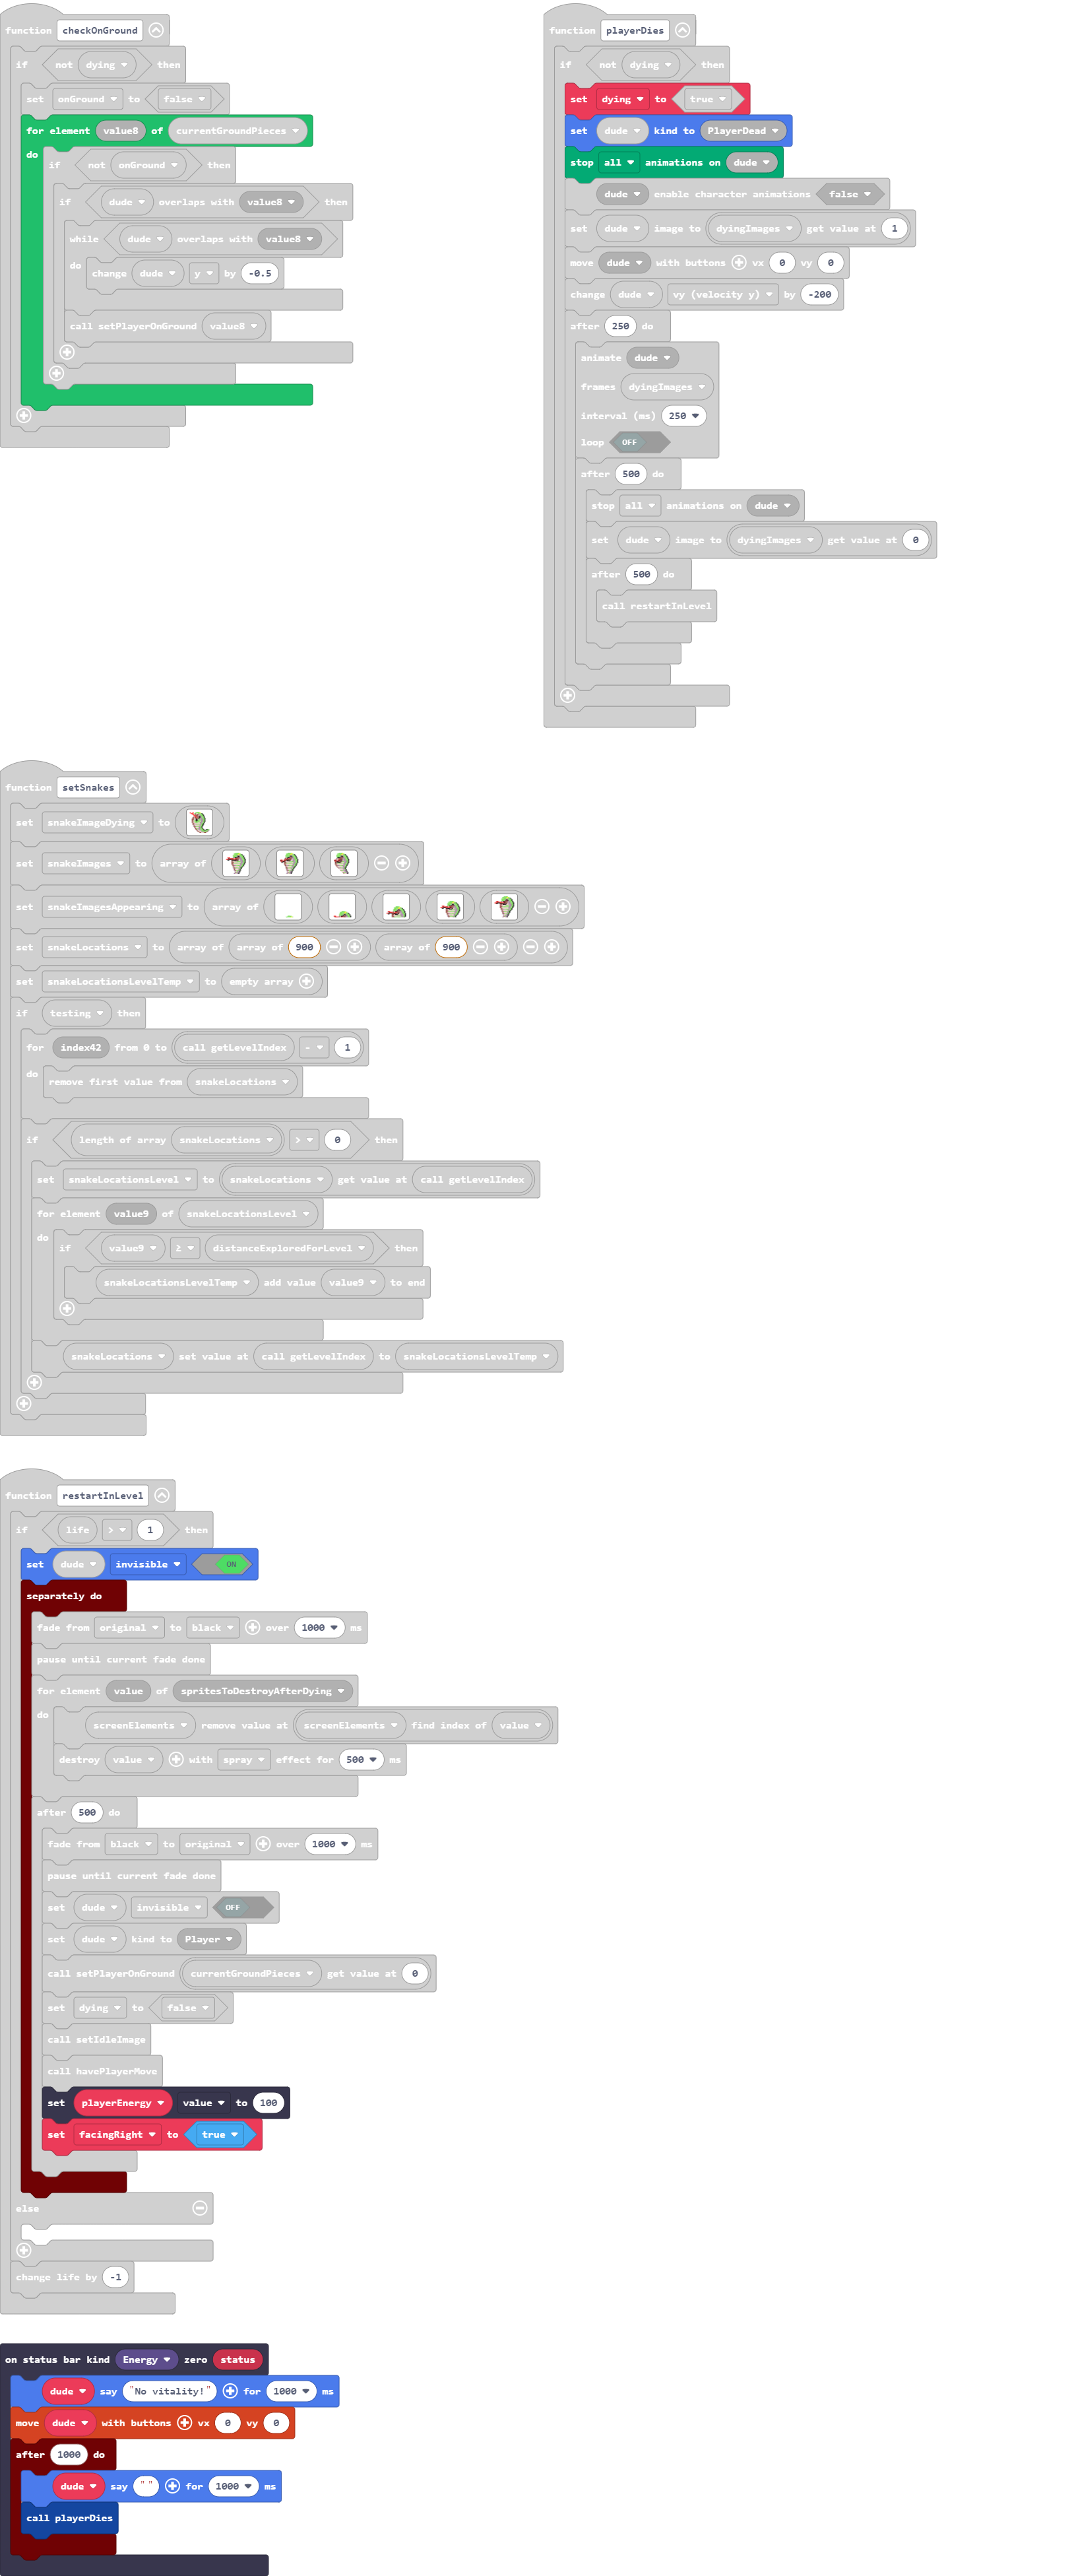 function checkOnGround
if not dying then
set onGround to false
for element value8 of currentGroundPieces
do if not onGround then
if dude overlaps with value8 then
while dude overlaps with value8
do change dude y by -0.5
call setPlayerOnGround value8
function playerDies
if not dying then
set dying to true
set dude kind to PlayerDead
stop all animations on dude
dude enable character animations false
set dude image to dyingImages get value at 1
move dude with buttons vx 0 vy 0
change dude vy (velocity y) by -200
after 250 do
animate dude
frames dyingImages
interval (ms) 250
loop OFF
after 500 do
stop all animations on dude
set dude image to dyingImages get value at 0
after 500 do
call restartInLevel
function setSnakes
set snakeImageDying to
set snakeImages to array of
set snakeImagesAppearing to array of
set snakeLocations to array of array of 900 array of 900
set snakeLocationsLevelTemp to empty array
if testing then
for index42 from 0 to call getLevelIndex - 1
do remove first value from snakeLocations
if length of array snakeLocations > 0 then
set snakeLocationsLevel to snakeLocations get value at call getLevelIndex
for element value9 of snakeLocationsLevel
do if value9 ≥ distanceExploredForLevel then
snakeLocationsLevelTemp add value value9 to end
snakeLocations set value at call getLevelIndex to snakeLocationsLevelTemp
function restartInLevel
if life > 1 then
set dude invisible ON
separately do
fade from original to black over 1000 ms
pause until current fade done
for element value of spritesToDestroyAfterDying
do screenElements remove value at screenElements find index of value
destroy value with spray effect for 500 ms
after 500 do
fade from black to original over 1000 ms
pause until current fade done
set dude invisible OFF
set dude kind to Player
call setPlayerOnGround currentGroundPieces get value at 0
set dying to false
call setIdleImage
call havePlayerMove
set playerEnergy value to 100
set facingRight to true
else
change life by -1
on status bar kind Energy zero status
dude say "No vitality!" for 1000 ms
move dude with buttons vx 0 vy 0
after 1000 do
dude say " " for 1000 ms
call playerDies